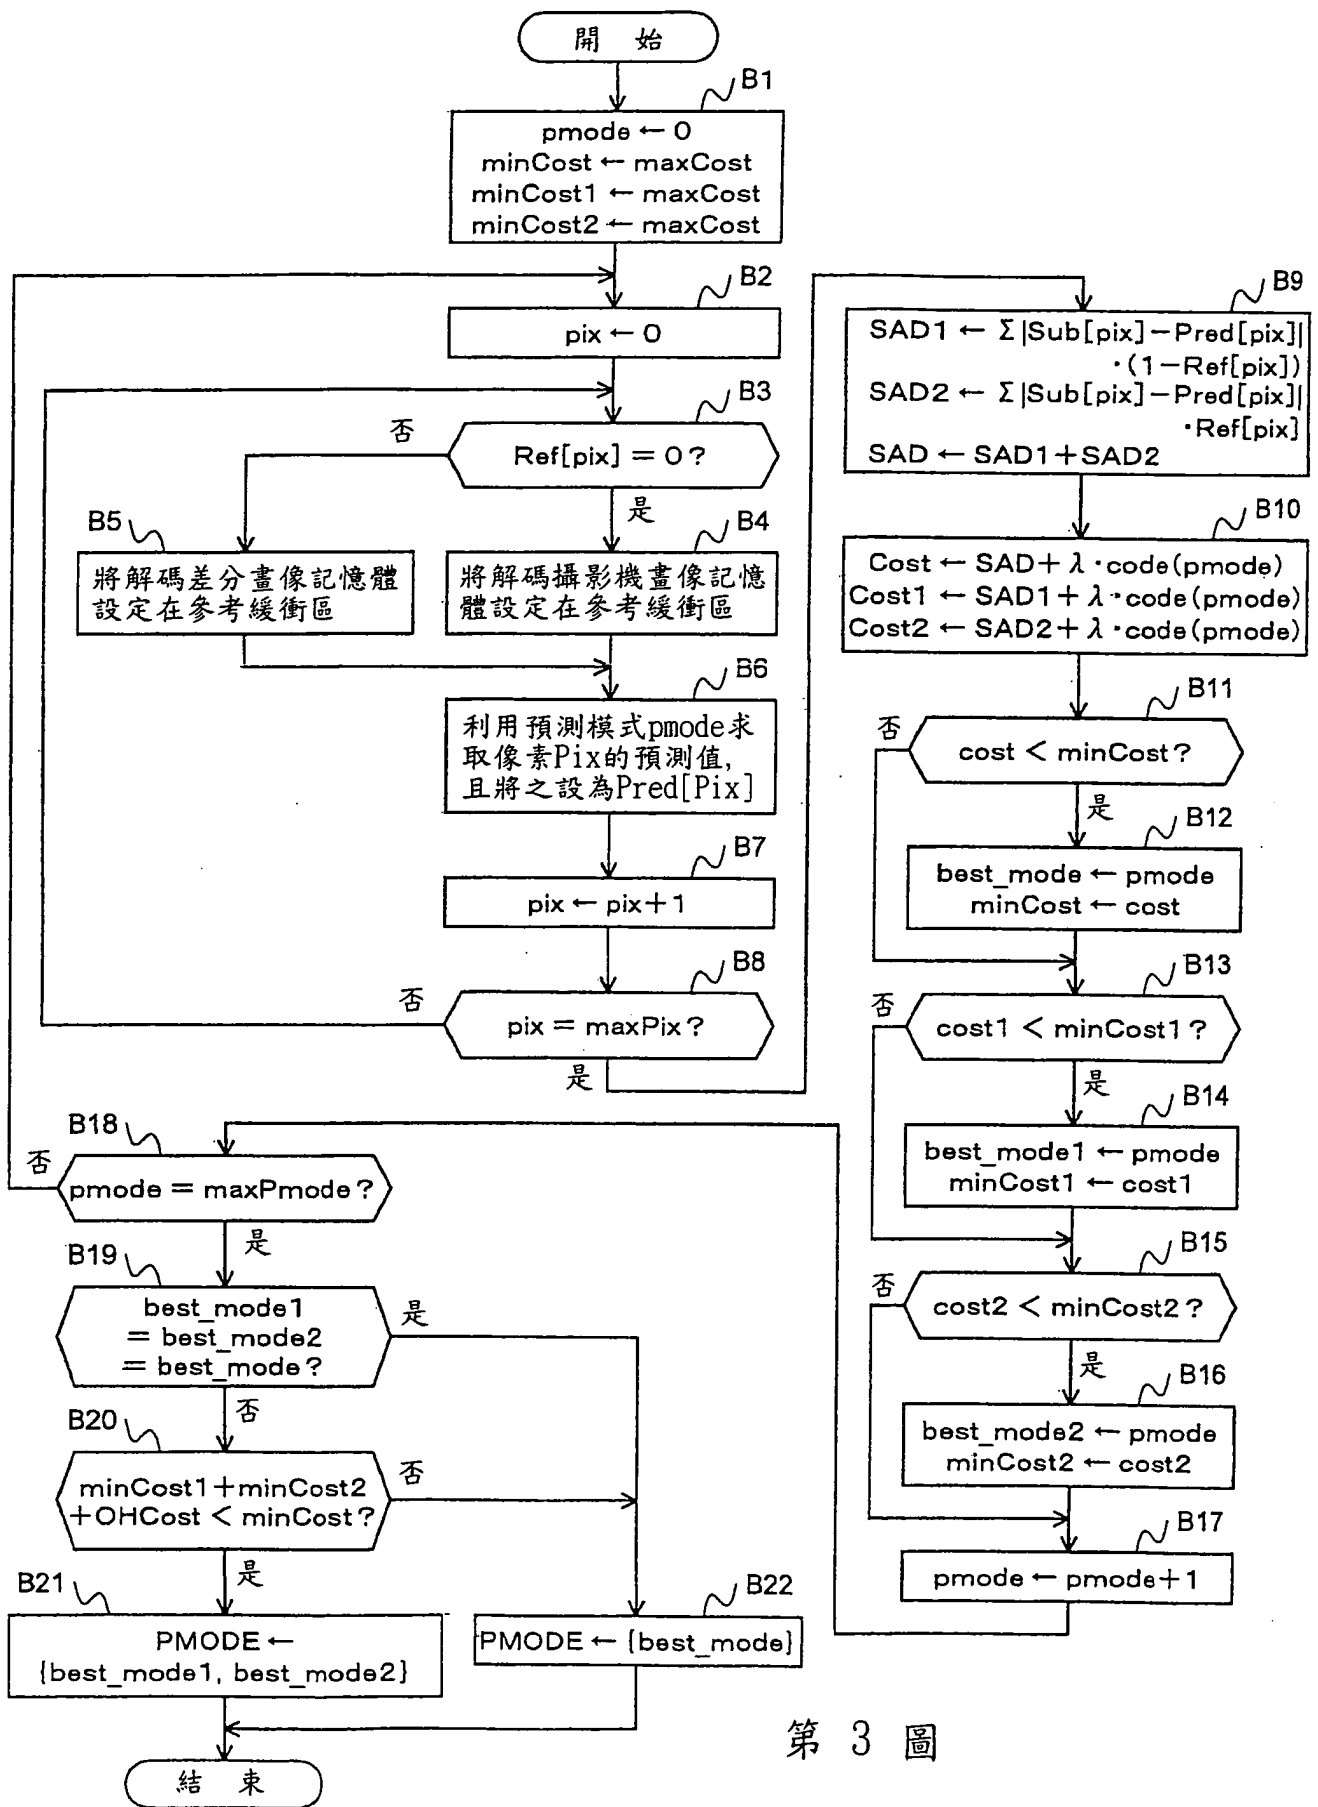 開 始
B1
pmode ← 0
minCost ← maxCost
minCost1 ← maxCost
minCost2 ← maxCost
B2
pix ← 0
B3
Ref[pix] = 0?
否
是
B5
將解碼差分畫像記憶體
設定在參考緩衝區
B4
將解碼攝影機畫像記憶
體設定在參考緩衝區
B6
利用預測模式pmode求
取像素Pix的預測值,
且將之設為Pred[Pix]
B7
pix ← pix+1
B8
pix = maxPix?
否
是
B9
SAD1 ← Σ|Sub[pix]-Pred[pix]|
·(1-Ref[pix])
SAD2 ← Σ|Sub[pix]-Pred[pix]|
·Ref[pix]
SAD ← SAD1+SAD2
B10
Cost ← SAD+λ·code(pmode)
Cost1 ← SAD1+λ·code(pmode)
Cost2 ← SAD2+λ·code(pmode)
B11
cost < minCost?
否
是
B12
best_mode ← pmode
minCost ← cost
B13
cost1 < minCost1?
否
是
B14
best_mode1 ← pmode
minCost1 ← cost1
B15
cost2 < minCost2?
否
是
B16
best_mode2 ← pmode
minCost2 ← cost2
B17
pmode ← pmode+1
B18
pmode = maxPmode?
否
是
B19
best_mode1
= best_mode2
= best_mode?
是
否
B20
minCost1+minCost2
+OHCost < minCost?
否
是
B21
PMODE ←
{best_mode1, best_mode2}
B22
PMODE ← {best_mode}
結 束
第 3 圖